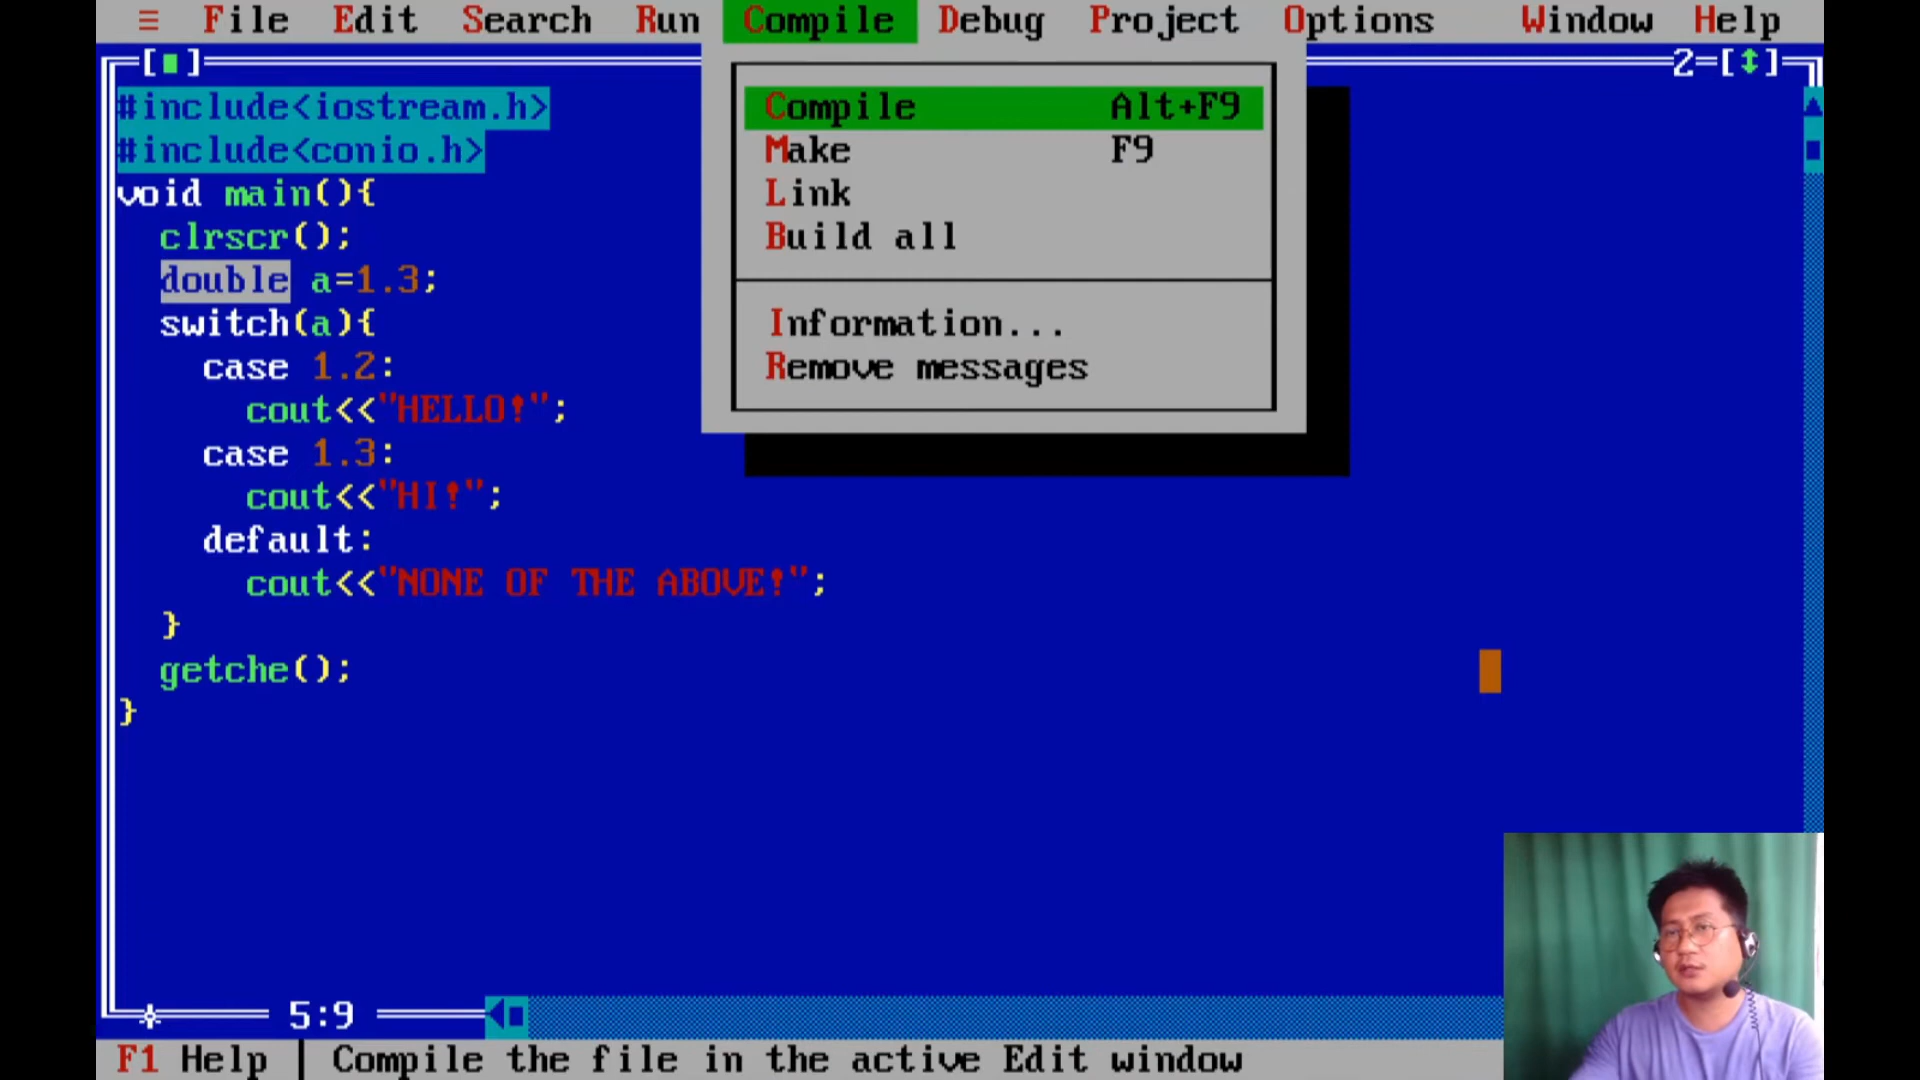 ≡ File Edit Search Run Compile Debug Project Options Window Help
2=[↕]
#include<iostream.h>
#include<conio.h>
void main(){
clrscr();
double a=1.3;
switch(a){
case 1.2:
cout<<"HELLO!";
case 1.3:
cout<<"HI!";
default:
cout<<"NONE OF THE ABOVE!";
}
getche();
}
Compile Alt+F9
Make F9
Link
Build all
Information...
Remove messages
5:9
F1 Help | Compile the file in the active Edit window